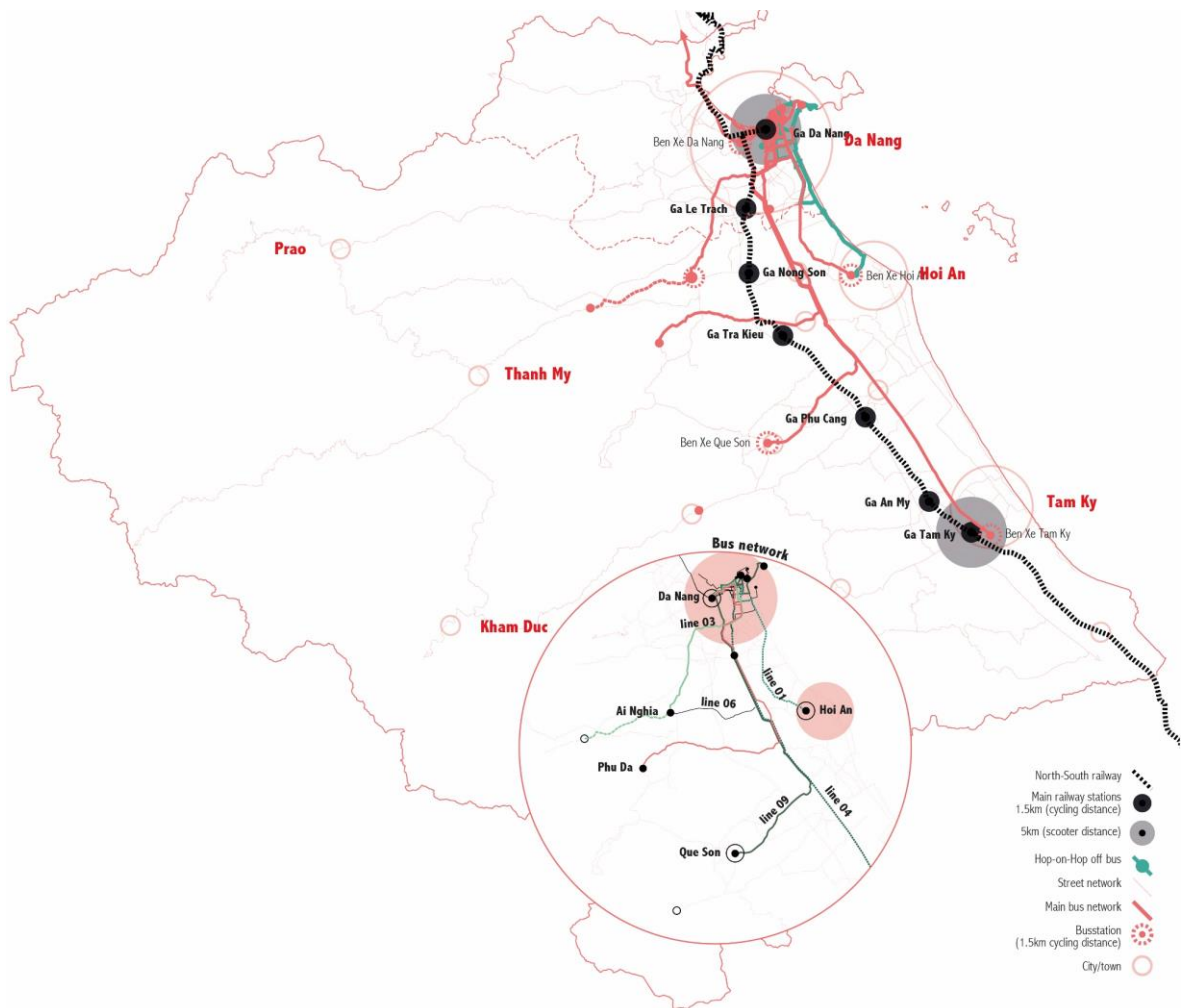 Ga Da Nang
Ben Xe Da Nang
Da Nang
Ga Le Trach
Prao
Ga Nong Son
Ben Xe Hoi A
Hoi An
Ga Tra Kieu
Thanh My
Ga Phu Cang
Ben Xe Que Son
Ga An My
Tam Ky
Ga Tam Ky
Ben Xe Tam Ky
Kham Duc
Bus network
Da Nang
line 03
line 01
Ai Nghia
line 06
Hoi An
Phu Da
line 04
line 09
Que Son
North-South railway
Main railway stations
1.5km (cycling distance)
5km (scooter distance)
Hop-on-Hop off bus
Street network
Main bus network
Busstation
(1.5km cycling distance)
City/town